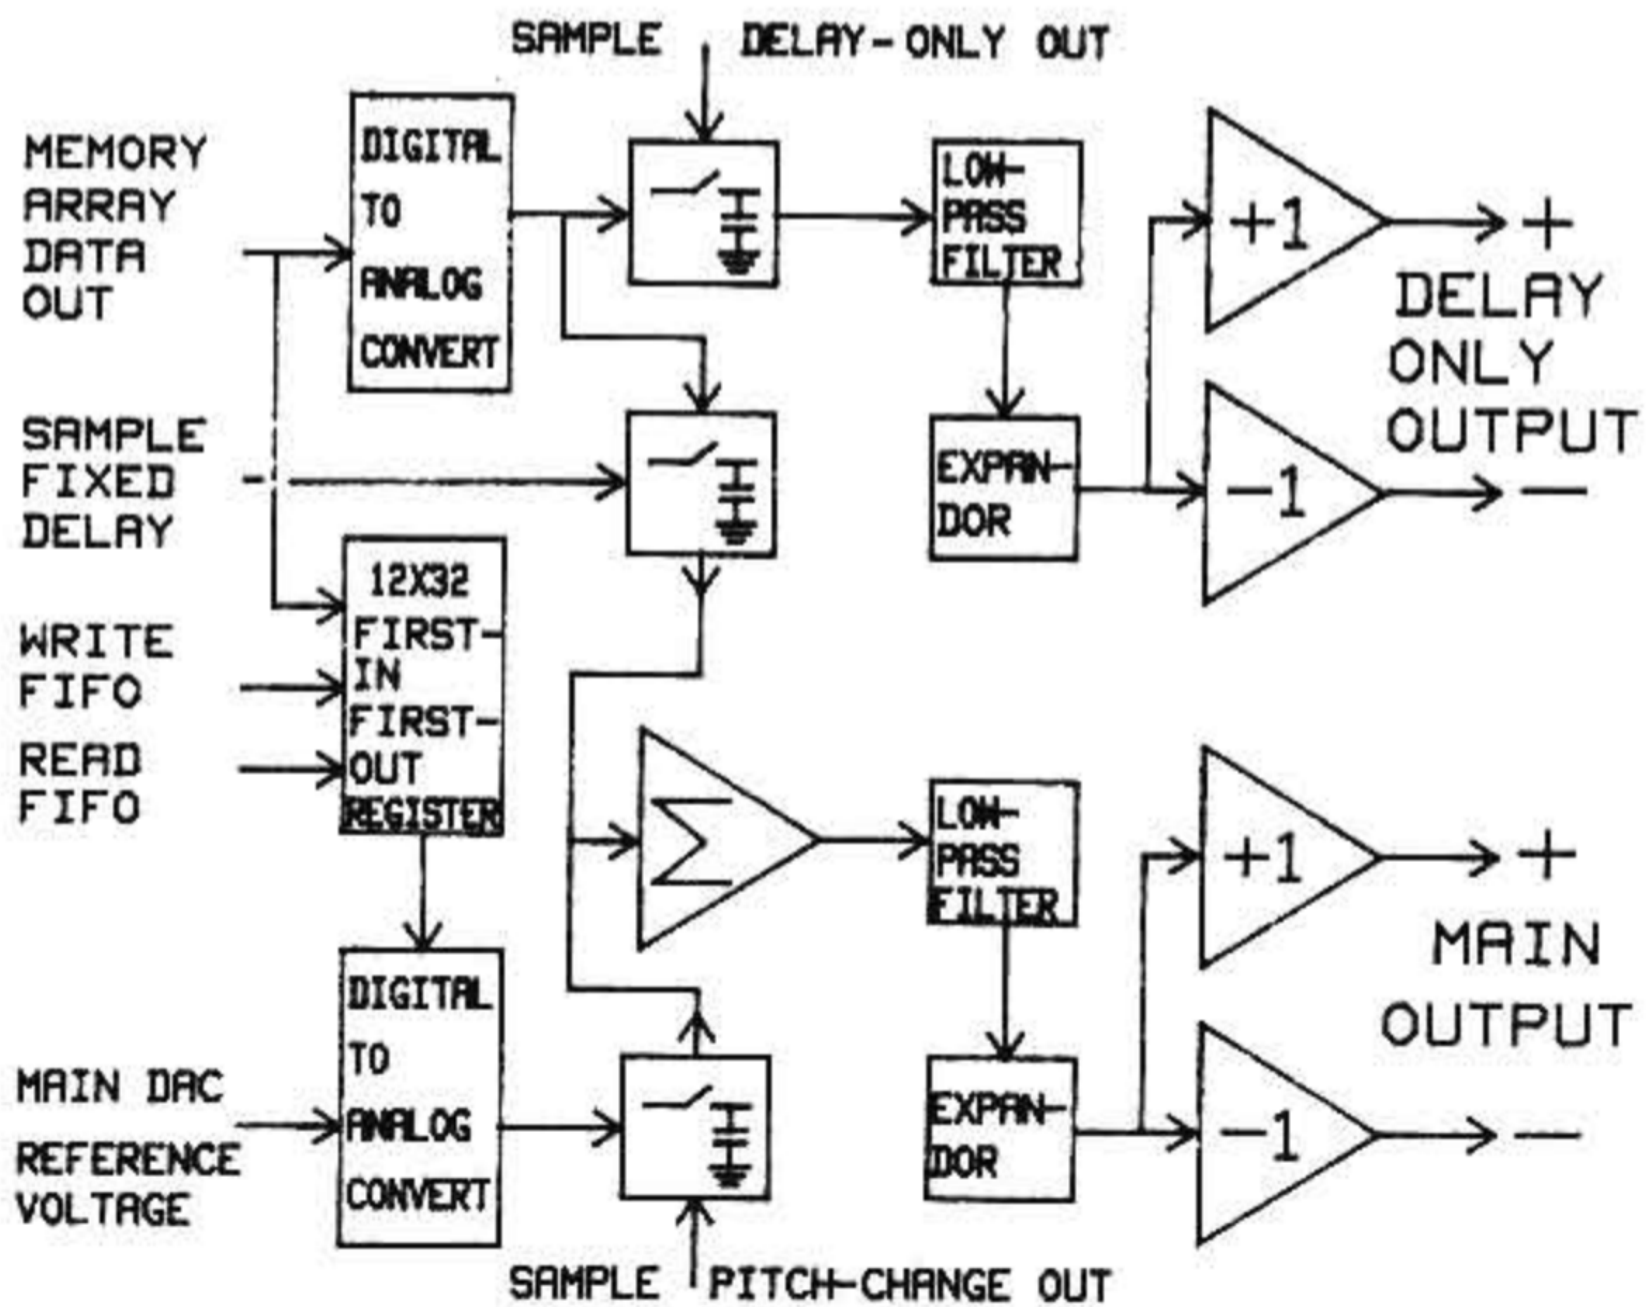 SAMPLE DELAY-ONLY OUT
MEMORY
ARRAY
DATA
OUT
DIGITAL
TO
ANALOG
CONVERT
LOW-
PASS
FILTER
+1
+
DELAY
ONLY
OUTPUT
SAMPLE
FIXED
DELAY
EXPAN-
DOR
-1
-
12X32
FIRST-
IN
FIRST-
OUT
REGISTER
WRITE
FIFO
READ
FIFO
Σ
LOW-
PASS
FILTER
+1
+
MAIN
OUTPUT
DIGITAL
TO
ANALOG
CONVERT
MAIN DAC
REFERENCE
VOLTAGE
EXPAN-
DOR
-1
-
SAMPLE PITCH-CHANGE OUT